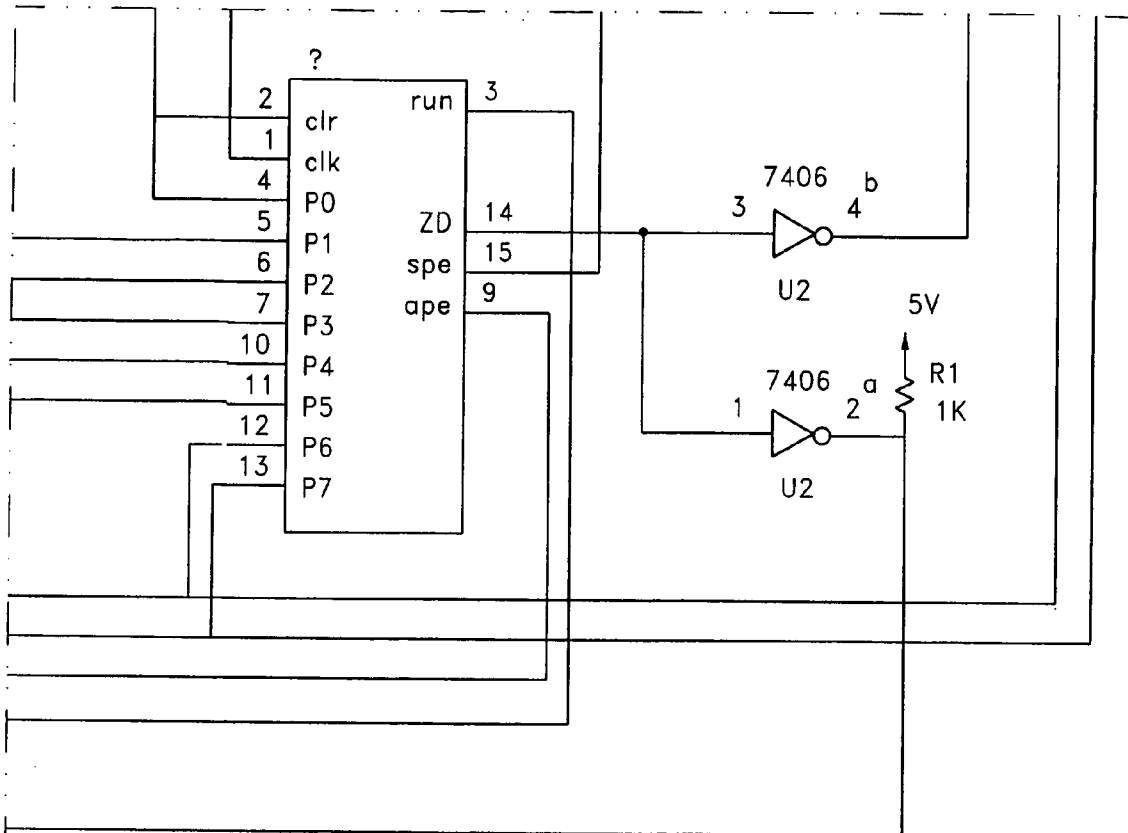 ?
2 clr
1 clk
4 P0
5 P1
6 P2
7 P3
10 P4
11 P5
12 P6
13 P7
run 3
ZD 14
spe 15
ape 9
7406 b
3 4
U2
5V
R1
1K
7406 a
1 2
U2